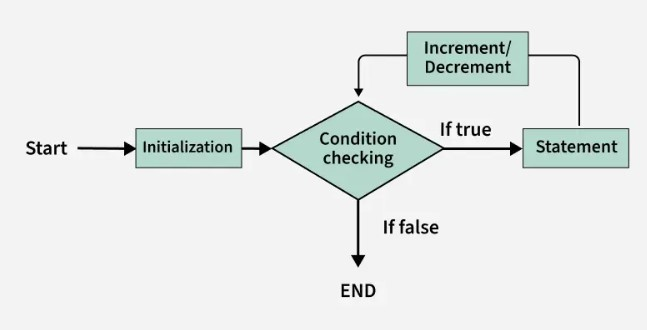 Increment/
Decrement
Start
Initialization
Condition
checking
If true
Statement
If false
END